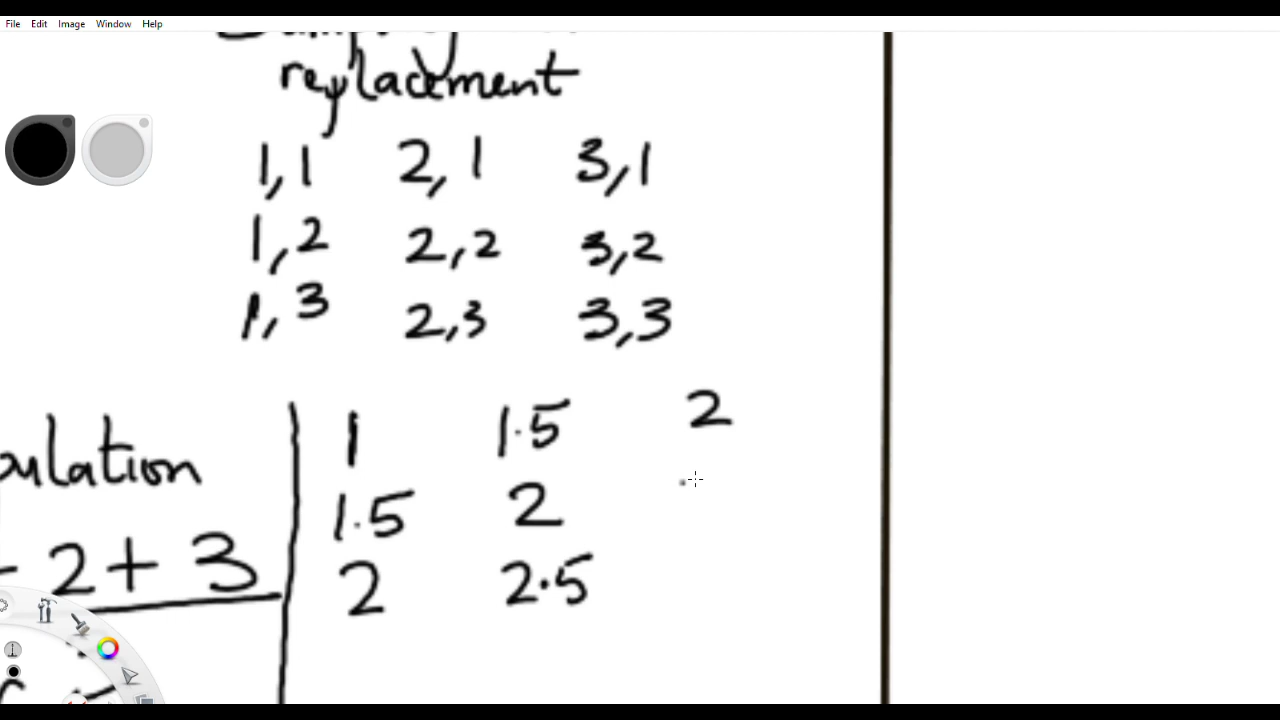 File Edit Image Window Help
replacement
1,1 2,1 3,1
1,2 2,2 3,2
1,3 2,3 3,3
1 1.5 2
1.5 2
2 2.5
2 + 3